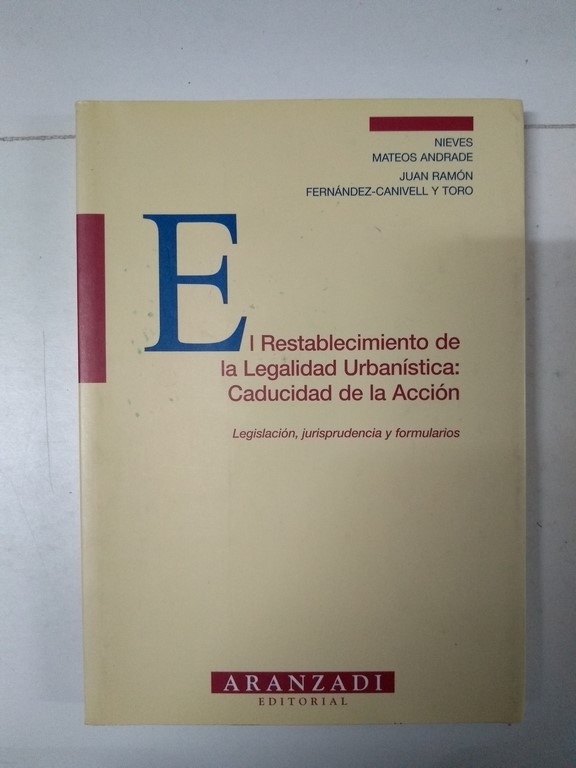 NIEVES
MATEOS ANDRADE
JUAN RAMÓN
FERNÁNDEZ-CANIVELL Y TORO
El Restablecimiento de
la Legalidad Urbanística:
Caducidad de la Acción
Legislación, jurisprudencia y formularios
ARANZADI
EDITORIAL